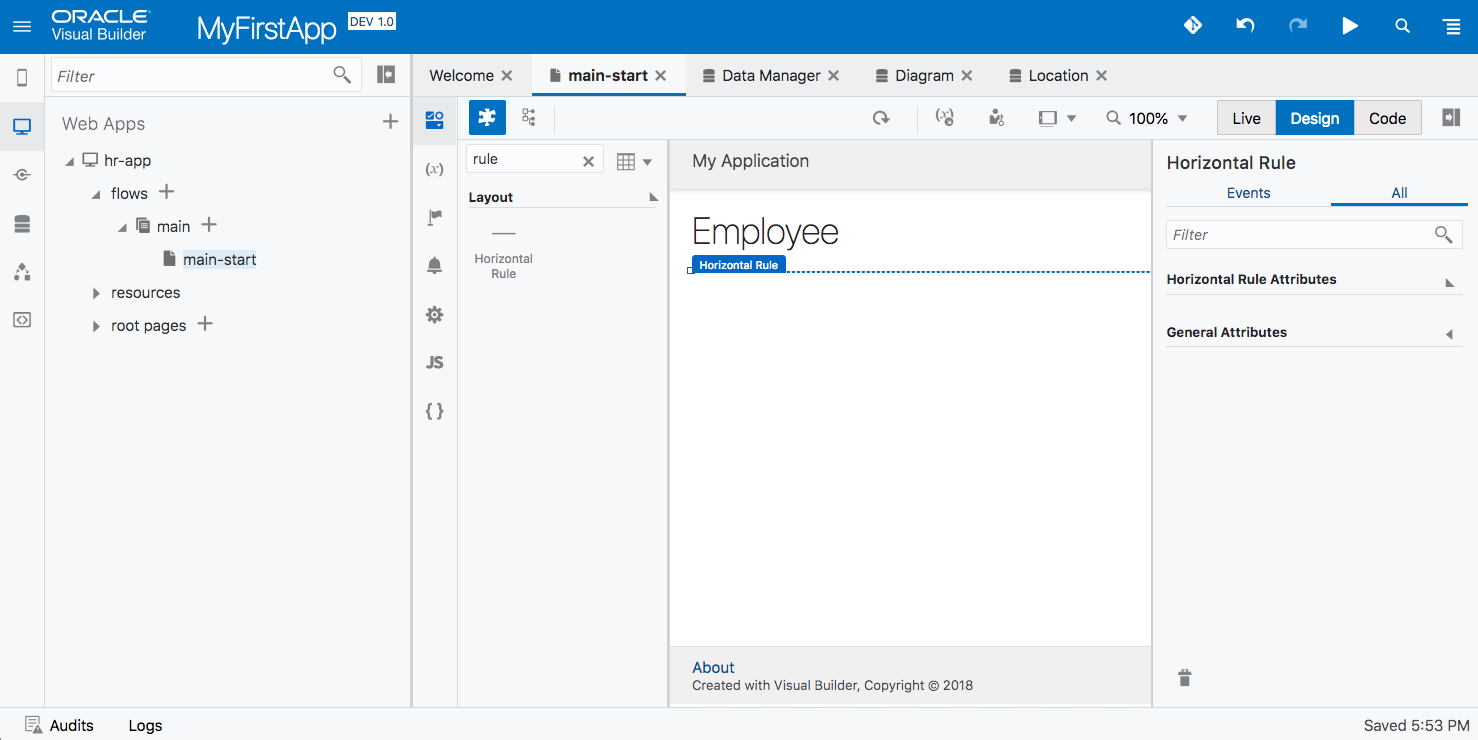 ORACLE
Visual Builder
MyFirstApp
DEV 1.0
Filter
Welcome
main-start
Data Manager
Diagram
Location
Web Apps
hr-app
flows
main
main-start
resources
root pages
(x)
JS
{ }
100%
Live
Design
Code
rule
Layout
Horizontal
Rule
My Application
Employee
Horizontal Rule
About
Created with Visual Builder, Copyright © 2018
Horizontal Rule
Events
All
Filter
Horizontal Rule Attributes
General Attributes
Audits
Logs
Saved 5:53 PM